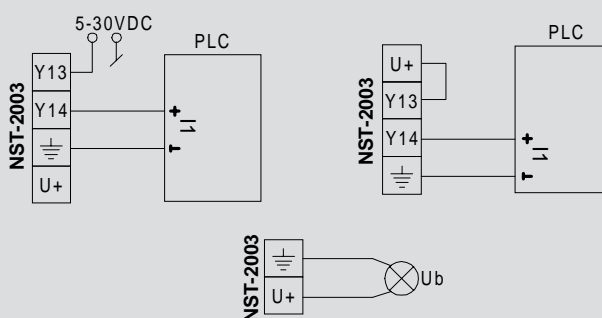 5-30VDC
PLC
NST-2003
Y13
Y14
U+
+
I1
-
PLC
NST-2003
U+
Y13
Y14
+
I1
-
NST-2003
U+
Ub